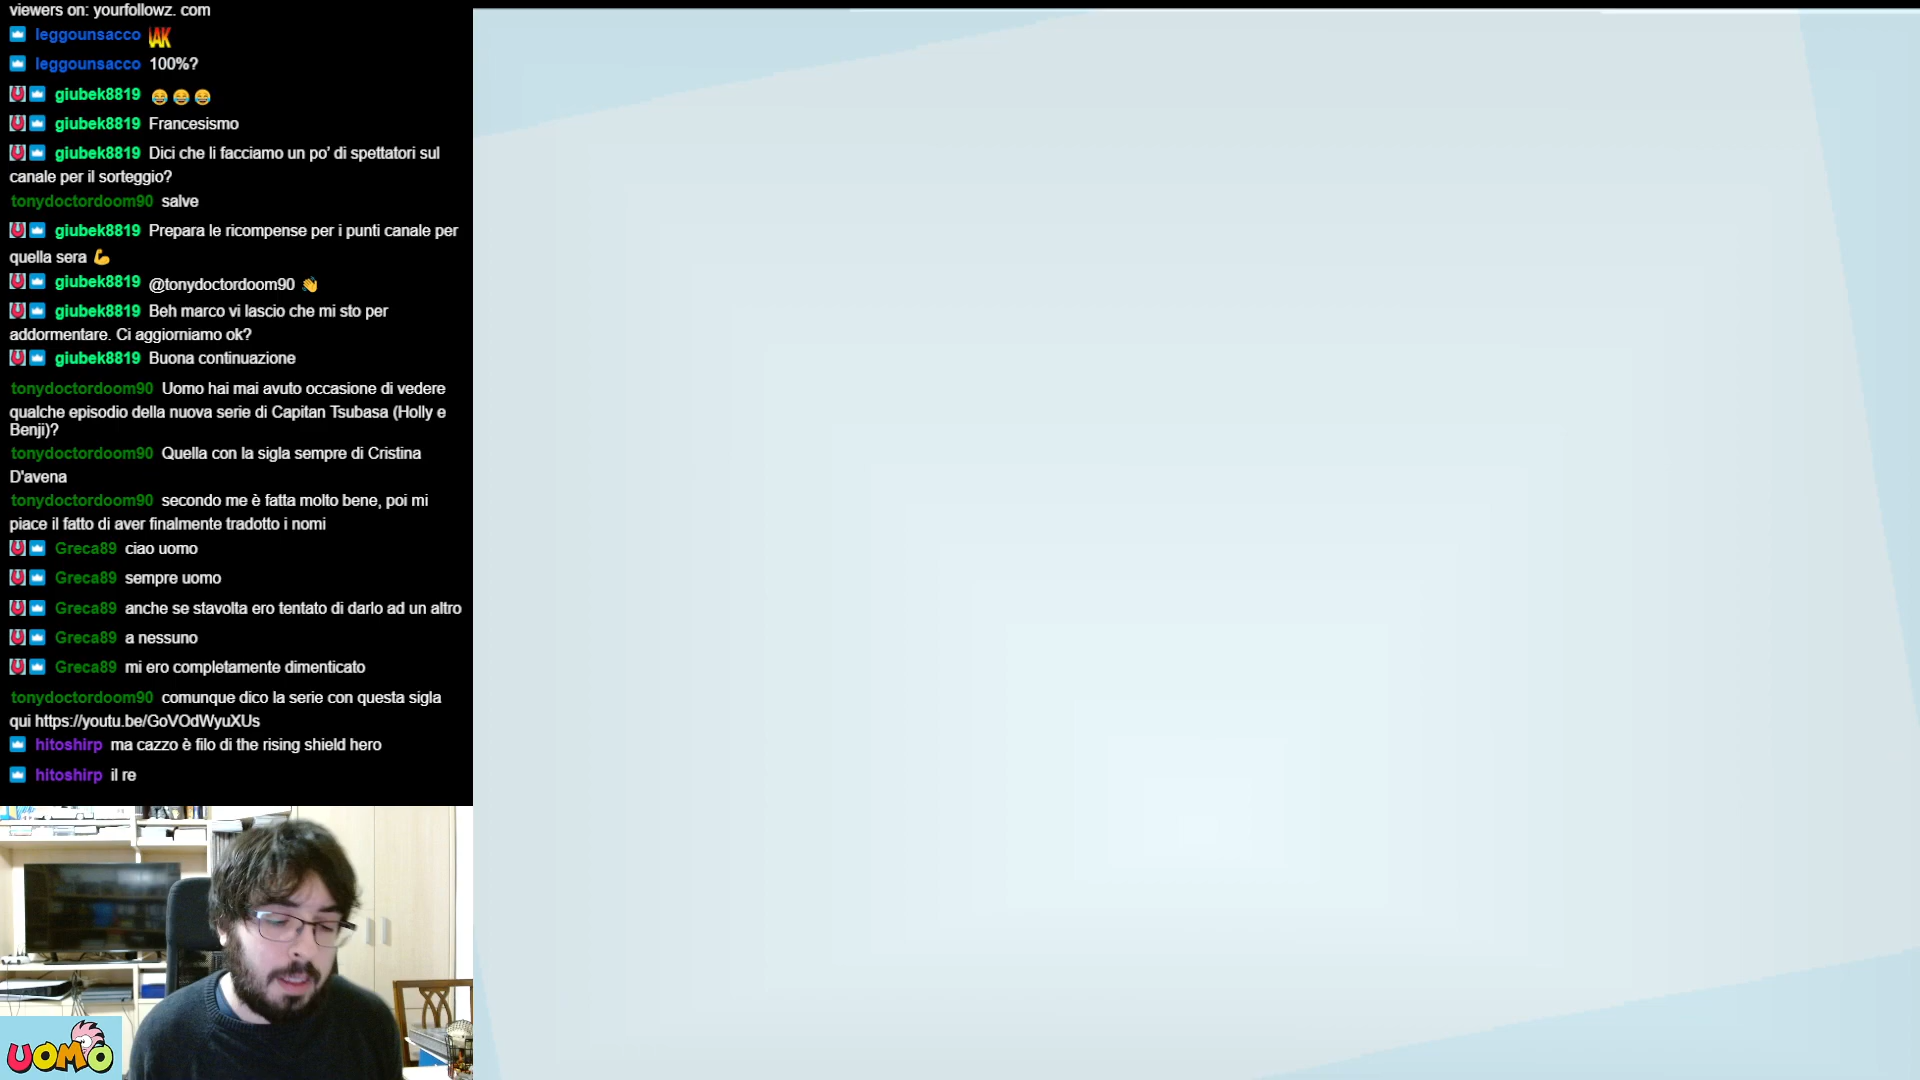 viewers on: yourfollowz. com
leggounsacco
leggounsacco 100%?
giubek8819 😂 😂 😂
giubek8819 Francesismo
giubek8819 Dici che li facciamo un po' di spettatori sul
canale per il sorteggio?
tonydoctordoom90 salve
giubek8819 Prepara le ricompense per i punti canale per
quella sera 💪
giubek8819 @tonydoctordoom90 👋
giubek8819 Beh marco vi lascio che mi sto per
addormentare. Ci aggiorniamo ok?
giubek8819 Buona continuazione
tonydoctordoom90 Uomo hai mai avuto occasione di vedere
qualche episodio della nuova serie di Capitan Tsubasa (Holly e
Benji)?
tonydoctordoom90 Quella con la sigla sempre di Cristina
D'avena
tonydoctordoom90 secondo me è fatta molto bene, poi mi
piace il fatto di aver finalmente tradotto i nomi
Greca89 ciao uomo
Greca89 sempre uomo
Greca89 anche se stavolta ero tentato di darlo ad un altro
Greca89 a nessuno
Greca89 mi ero completamente dimenticato
tonydoctordoom90 comunque dico la serie con questa sigla
qui https://youtu.be/GoVOdWyuXUs
hitoshirp ma cazzo è filo di the rising shield hero
hitoshirp il re
UOMO